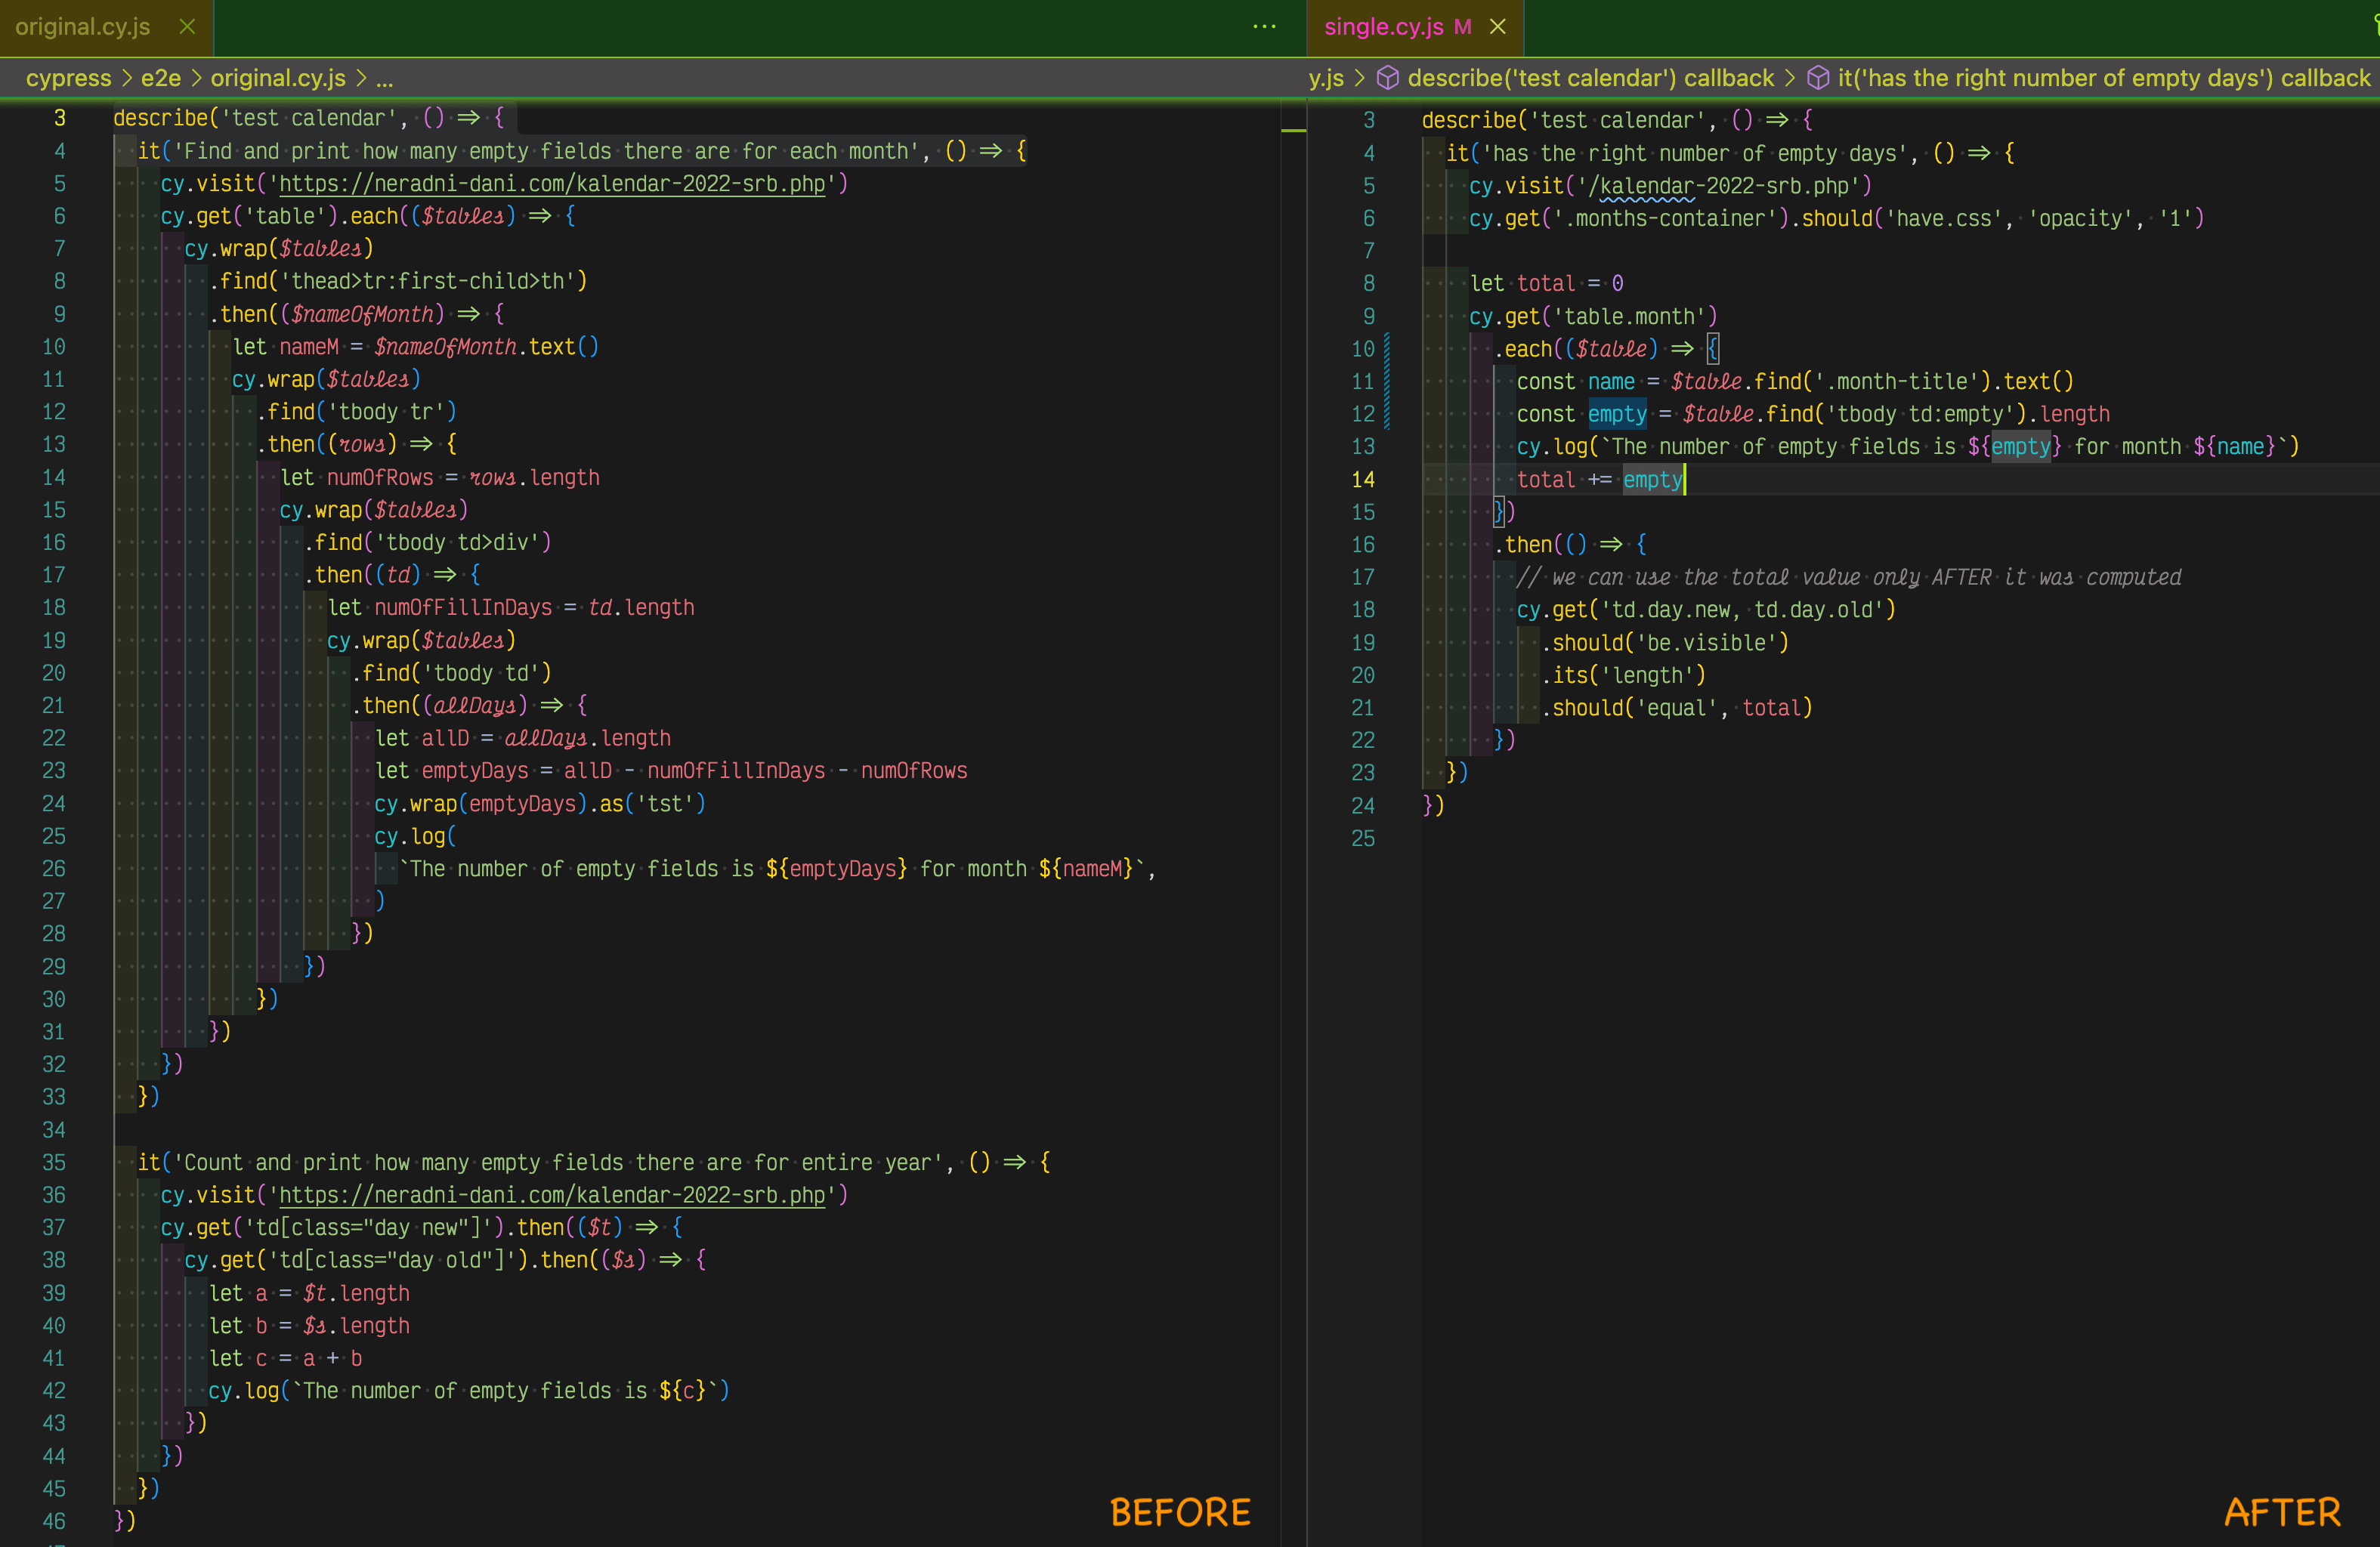 original.cy.js
cypress > e2e > original.cy.js > ...
3 describe('test calendar', () => {
4 it('Find and print how many empty fields there are for each month', () => {
5 cy.visit('https://neradni-dani.com/kalendar-2022-srb.php')
6 cy.get('table').each(($tables) => {
7 cy.wrap($tables)
8 .find('thead>tr:first-child>th')
9 .then(($nameOfMonth) => {
10 let nameM = $nameOfMonth.text()
11 cy.wrap($tables)
12 .find('tbody tr')
13 .then((rows) => {
14 let numOfRows = rows.length
15 cy.wrap($tables)
16 .find('tbody td>div')
17 .then((td) => {
18 let numOfFillInDays = td.length
19 cy.wrap($tables)
20 .find('tbody td')
21 .then((allDays) => {
22 let allD = allDays.length
23 let emptyDays = allD - numOfFillInDays - numOfRows
24 cy.wrap(emptyDays).as('tst')
25 cy.log(
26 `The number of empty fields is ${emptyDays} for month ${nameM}`,
27 )
28 })
29 })
30 })
31 })
32 })
33 })
34
35 it('Count and print how many empty fields there are for entire year', () => {
36 cy.visit('https://neradni-dani.com/kalendar-2022-srb.php')
37 cy.get('td[class="day new"]').then(($t) => {
38 cy.get('td[class="day old"]').then(($s) => {
39 let a = $t.length
40 let b = $s.length
41 let c = a + b
42 cy.log(`The number of empty fields is ${c}`)
43 })
44 })
45 })
46 })
BEFORE
single.cy.js M
y.js > describe('test calendar') callback > it('has the right number of empty days') callback
3 describe('test calendar', () => {
4 it('has the right number of empty days', () => {
5 cy.visit('/kalendar-2022-srb.php')
6 cy.get('.months-container').should('have.css', 'opacity', '1')
7
8 let total = 0
9 cy.get('table.month')
10 .each(($table) => {
11 const name = $table.find('.month-title').text()
12 const empty = $table.find('tbody td:empty').length
13 cy.log(`The number of empty fields is ${empty} for month ${name}`)
14 total += empty
15 })
16 .then(() => {
17 // we can use the total value only AFTER it was computed
18 cy.get('td.day.new, td.day.old')
19 .should('be.visible')
20 .its('length')
21 .should('equal', total)
22 })
23 })
24 })
25
AFTER